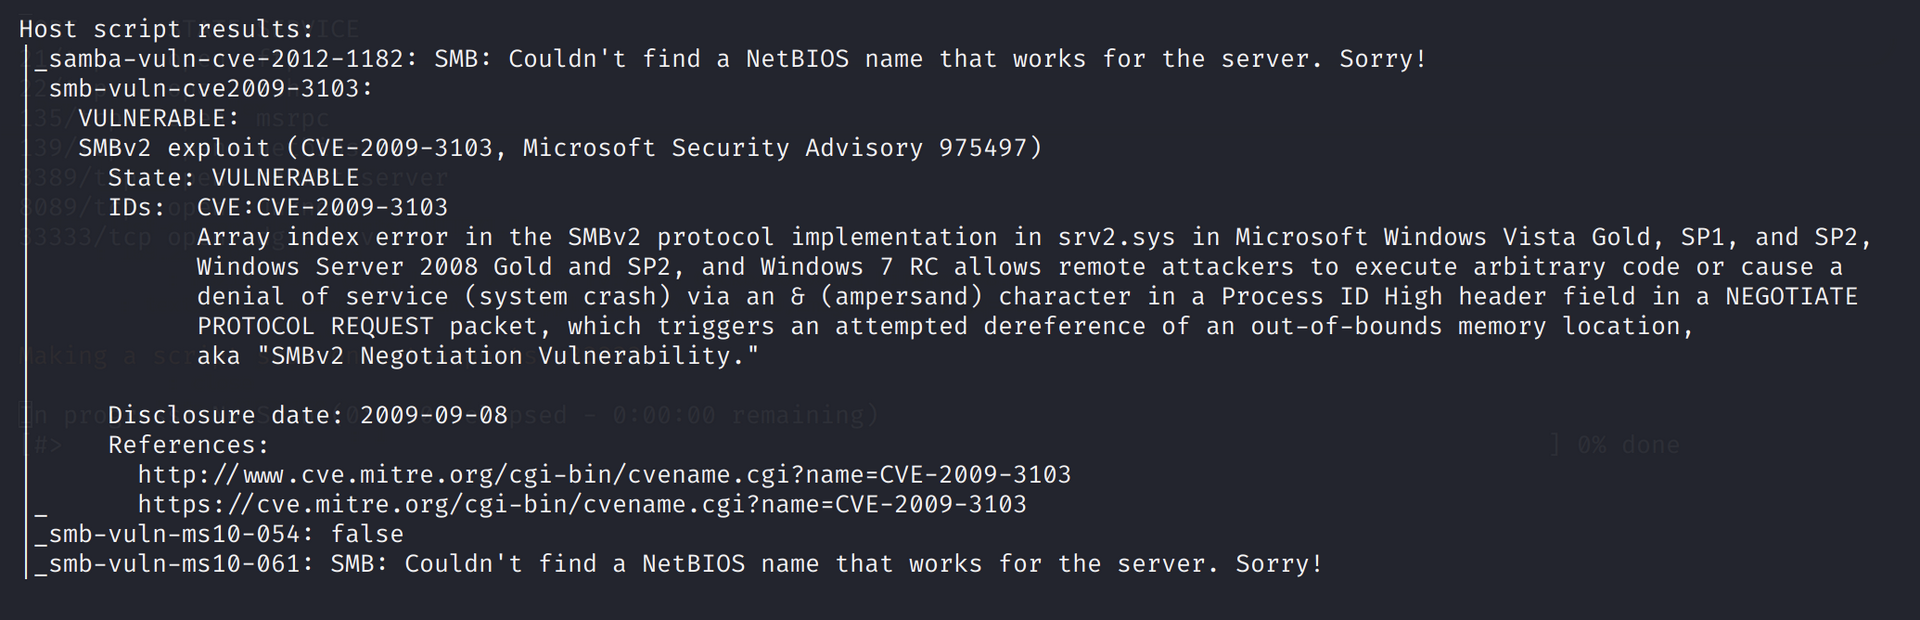 Host script results:
|_samba-vuln-cve-2012-1182: SMB: Couldn't find a NetBIOS name that works for the server. Sorry!
| smb-vuln-cve2009-3103:
|   VULNERABLE:
|   SMBv2 exploit (CVE-2009-3103, Microsoft Security Advisory 975497)
|     State: VULNERABLE
|     IDs:  CVE:CVE-2009-3103
|           Array index error in the SMBv2 protocol implementation in srv2.sys in Microsoft Windows Vista Gold, SP1, and SP2,
|           Windows Server 2008 Gold and SP2, and Windows 7 RC allows remote attackers to execute arbitrary code or cause a
|           denial of service (system crash) via an & (ampersand) character in a Process ID High header field in a NEGOTIATE
|           PROTOCOL REQUEST packet, which triggers an attempted dereference of an out-of-bounds memory location,
|           aka "SMBv2 Negotiation Vulnerability."
|
|     Disclosure date: 2009-09-08
|     References:
|       http://www.cve.mitre.org/cgi-bin/cvename.cgi?name=CVE-2009-3103
|_      https://cve.mitre.org/cgi-bin/cvename.cgi?name=CVE-2009-3103
|_smb-vuln-ms10-054: false
|_smb-vuln-ms10-061: SMB: Couldn't find a NetBIOS name that works for the server. Sorry!